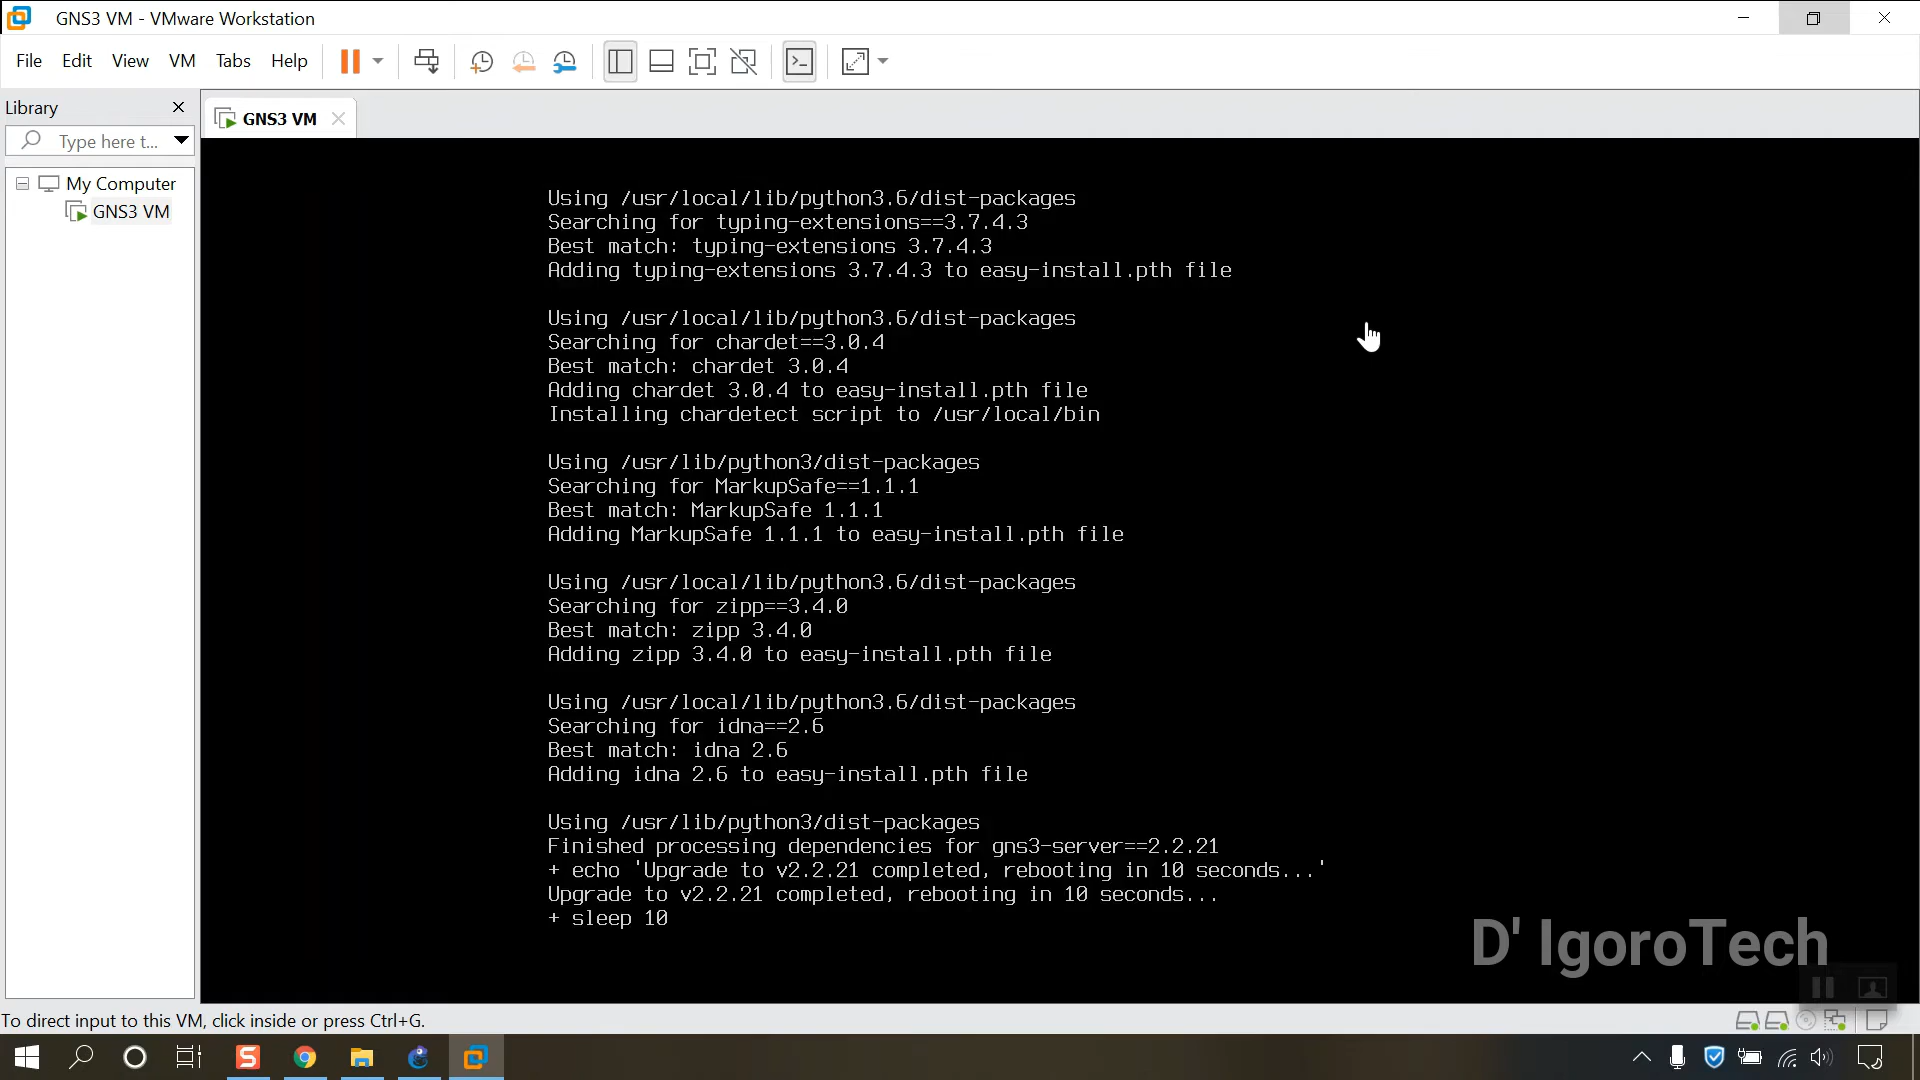 GNS3 VM - VMware Workstation
File Edit View VM Tabs Help
Library
GNS3 VM
Type here t...
My Computer
GNS3 VM
Using /usr/local/lib/python3.6/dist-packages
Searching for typing-extensions==3.7.4.3
Best match: typing-extensions 3.7.4.3
Adding typing-extensions 3.7.4.3 to easy-install.pth file
Using /usr/local/lib/python3.6/dist-packages
Searching for chardet==3.0.4
Best match: chardet 3.0.4
Adding chardet 3.0.4 to easy-install.pth file
Installing chardetect script to /usr/local/bin
Using /usr/lib/python3/dist-packages
Searching for MarkupSafe==1.1.1
Best match: MarkupSafe 1.1.1
Adding MarkupSafe 1.1.1 to easy-install.pth file
Using /usr/local/lib/python3.6/dist-packages
Searching for zipp==3.4.0
Best match: zipp 3.4.0
Adding zipp 3.4.0 to easy-install.pth file
Using /usr/local/lib/python3.6/dist-packages
Searching for idna==2.6
Best match: idna 2.6
Adding idna 2.6 to easy-install.pth file
Using /usr/lib/python3/dist-packages
Finished processing dependencies for gns3-server==2.2.21
+ echo 'Upgrade to v2.2.21 completed, rebooting in 10 seconds...'
Upgrade to v2.2.21 completed, rebooting in 10 seconds...
+ sleep 10
D' IgoroTech
To direct input to this VM, click inside or press Ctrl+G.